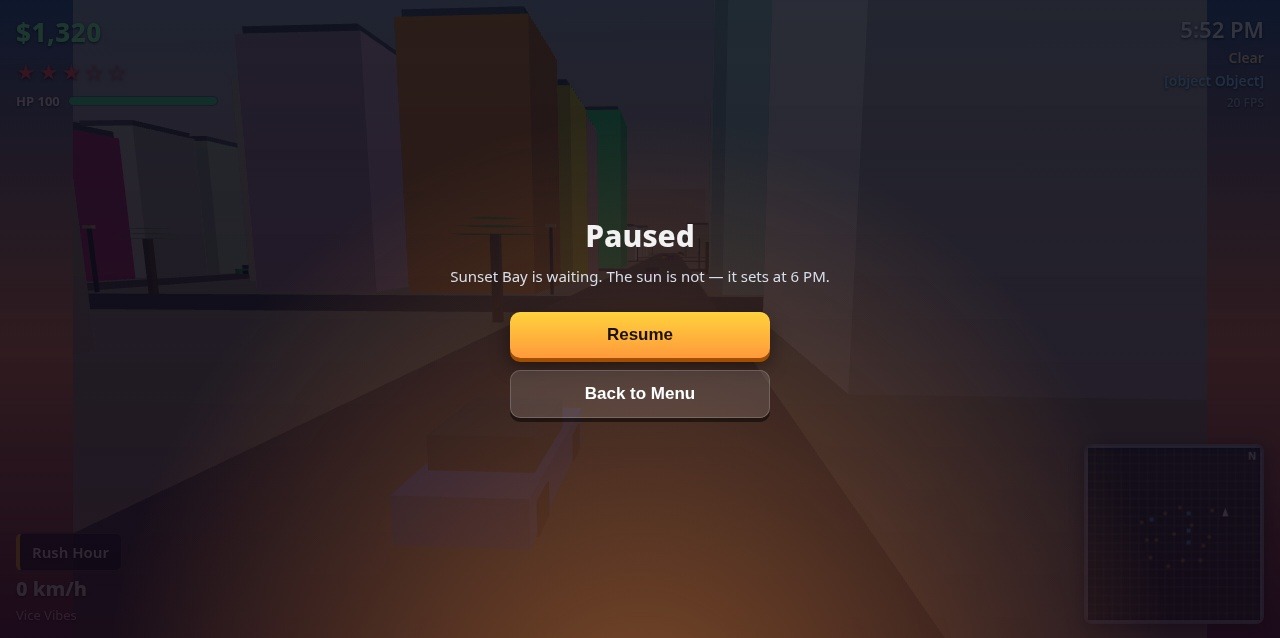 $1,320
★★★☆☆
HP 100
5:52 PM
Clear
[object Object]
20 FPS
Paused
Sunset Bay is waiting. The sun is not — it sets at 6 PM.
Resume
Back to Menu
N
Rush Hour
0 km/h
Vice Vibes